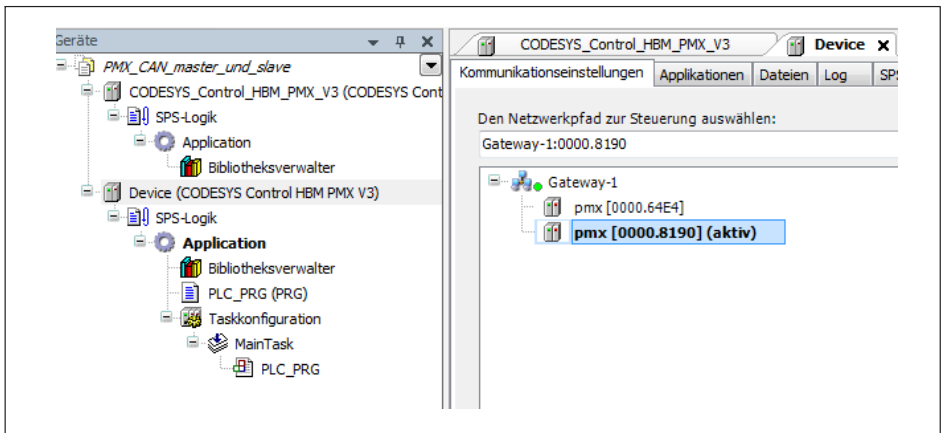 Geräte
PMX_CAN_master_und_slave
CODESYS_Control_HBM_PMX_V3 (CODESYS Cont
SPS-Logik
Application
Bibliotheksverwalter
Device (CODESYS Control HBM PMX V3)
SPS-Logik
Application
Bibliotheksverwalter
PLC_PRG (PRG)
Taskkonfiguration
MainTask
PLC_PRG
CODESYS_Control_HBM_PMX_V3
Device
Kommunikationseinstellungen Applikationen Dateien Log SPS
Den Netzwerkpfad zur Steuerung auswählen:
Gateway-1:0000.8190
Gateway-1
pmx [0000.64E4]
pmx [0000.8190] (aktiv)